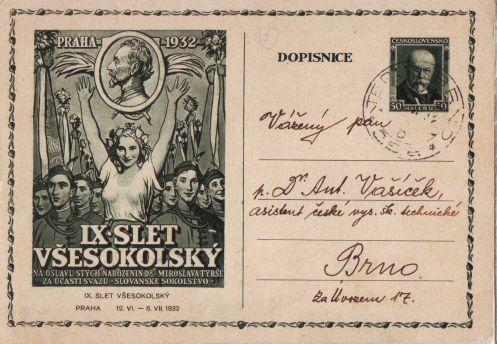 PRAHA 1932
IX. SLET
VŠESOKOLSKÝ
NA OSLAVU STÝCH NAROZENIN DR. MIROSLAVA TYRŠE
ZA ÚČASTI SVAZU „SLOVANSKÉ SOKOLSTVO“
IX. SLET VŠESOKOLSKÝ
PRAHA 12. VI. — 6. VII. 1932
DOPISNICE
ČESKOSLOVENSKO
50 HALÉŘŮ 50
Vážený pan
p. Dr Ant. Vašíček,
asistent české vys. šk. technické
Brno.
Za Úvozem 17.